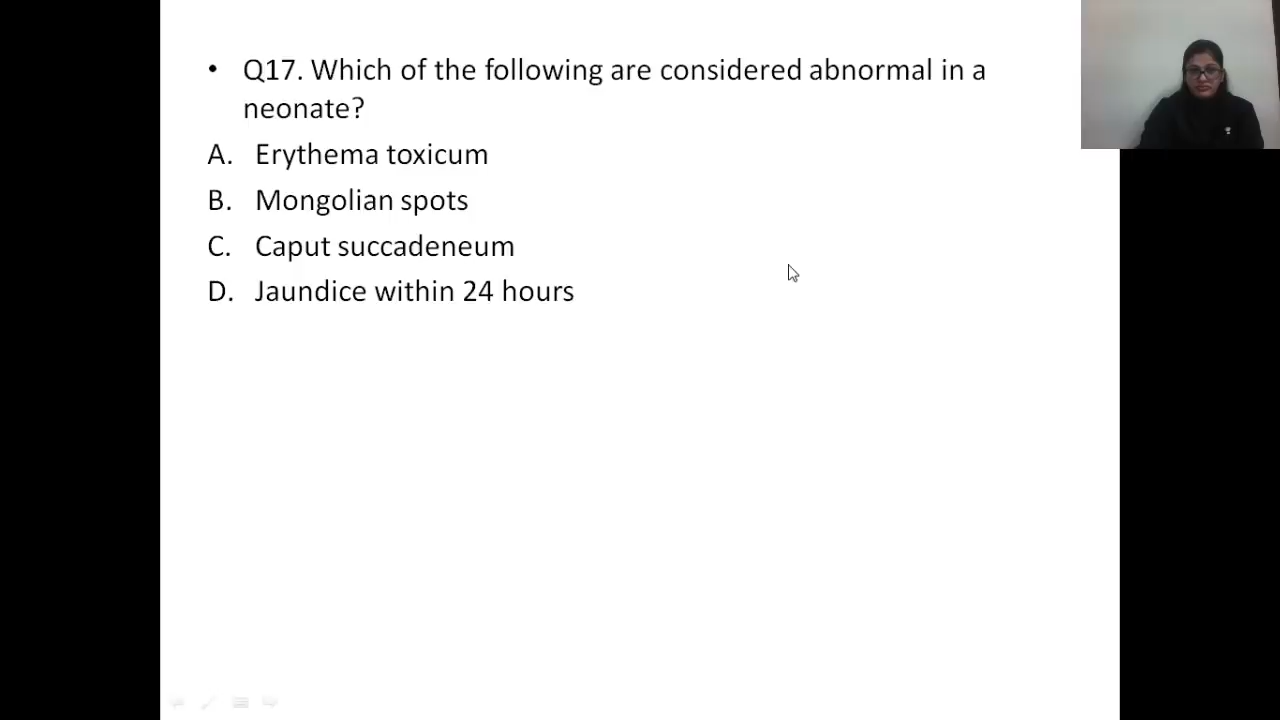 • Q17. Which of the following are considered abnormal in a
neonate?
A. Erythema toxicum
B. Mongolian spots
C. Caput succadeneum
D. Jaundice within 24 hours